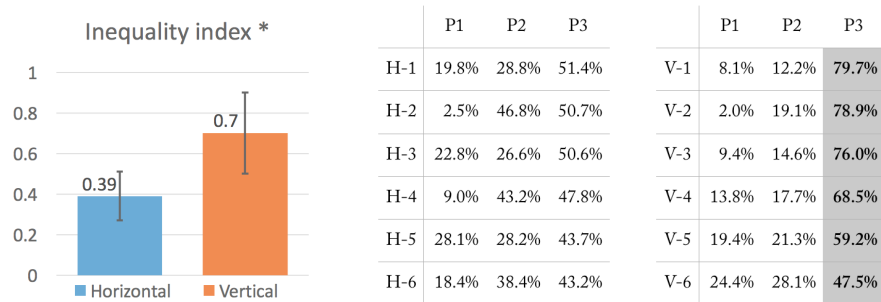 Inequality index *
1
0.8
0.6
0.4
0.2
0
0.39
0.7
Horizontal Vertical
P1 P2 P3
H-1 19.8% 28.8% 51.4%
H-2 2.5% 46.8% 50.7%
H-3 22.8% 26.6% 50.6%
H-4 9.0% 43.2% 47.8%
H-5 28.1% 28.2% 43.7%
H-6 18.4% 38.4% 43.2%
P1 P2 P3
V-1 8.1% 12.2% 79.7%
V-2 2.0% 19.1% 78.9%
V-3 9.4% 14.6% 76.0%
V-4 13.8% 17.7% 68.5%
V-5 19.4% 21.3% 59.2%
V-6 24.4% 28.1% 47.5%